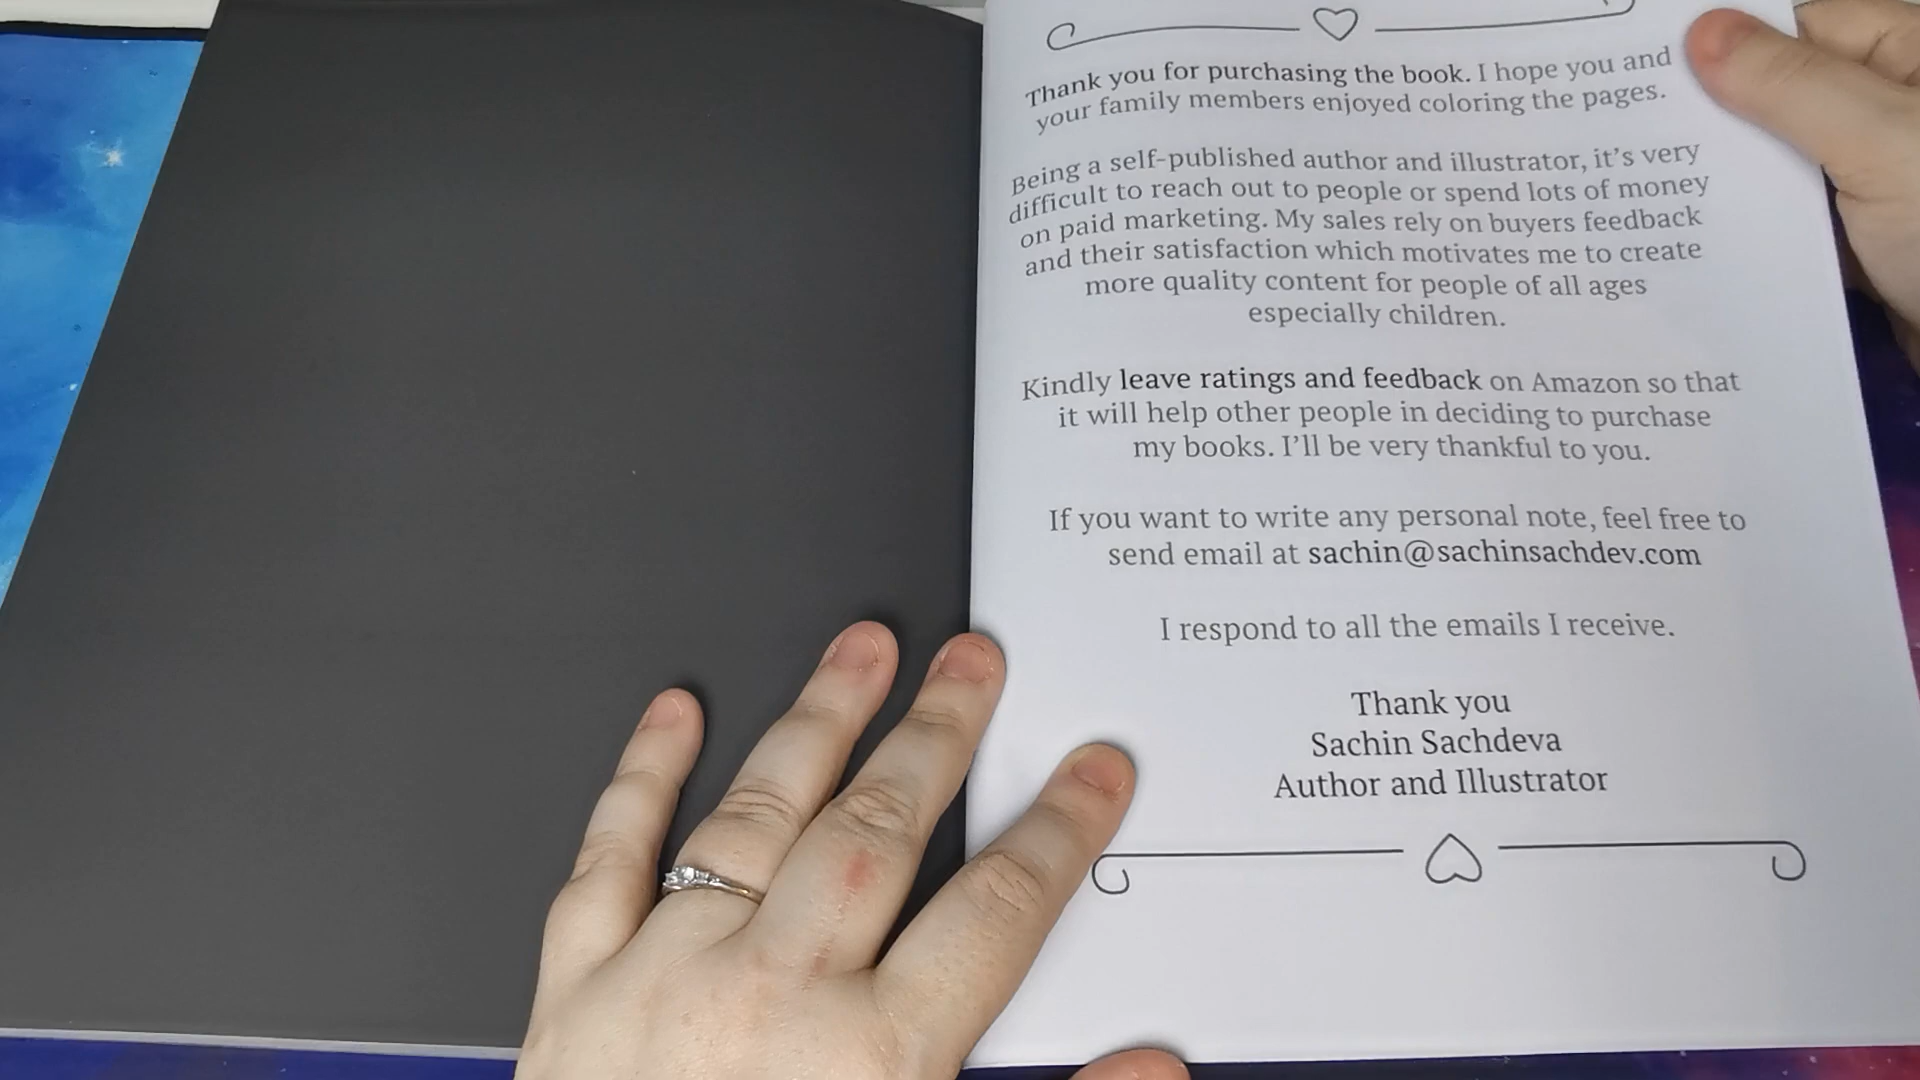 Thank you for purchasing the book. I hope you and
your family members enjoyed coloring the pages.
Being a self-published author and illustrator, it's very
difficult to reach out to people or spend lots of money
on paid marketing. My sales rely on buyers feedback
and their satisfaction which motivates me to create
more quality content for people of all ages
especially children.
Kindly leave ratings and feedback on Amazon so that
it will help other people in deciding to purchase
my books. I'll be very thankful to you.
If you want to write any personal note, feel free to
send email at sachin@sachinsachdev.com
I respond to all the emails I receive.
Thank you
Sachin Sachdeva
Author and Illustrator